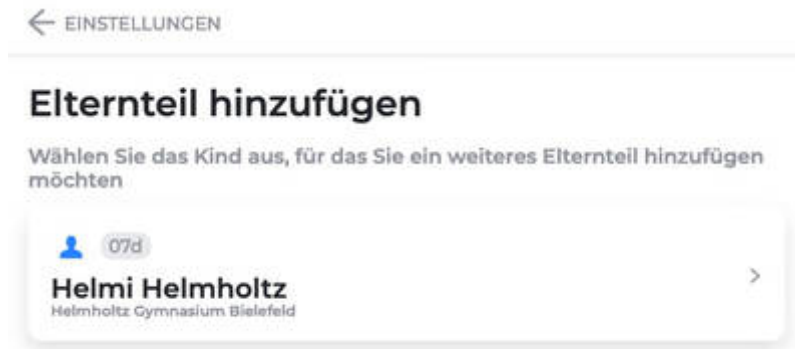 ← EINSTELLUNGEN
Elternteil hinzufügen
Wählen Sie das Kind aus, für das Sie ein weiteres Elternteil hinzufügen
möchten
07d
Helmi Helmholtz
Helmholtz Gymnasium Bielefeld